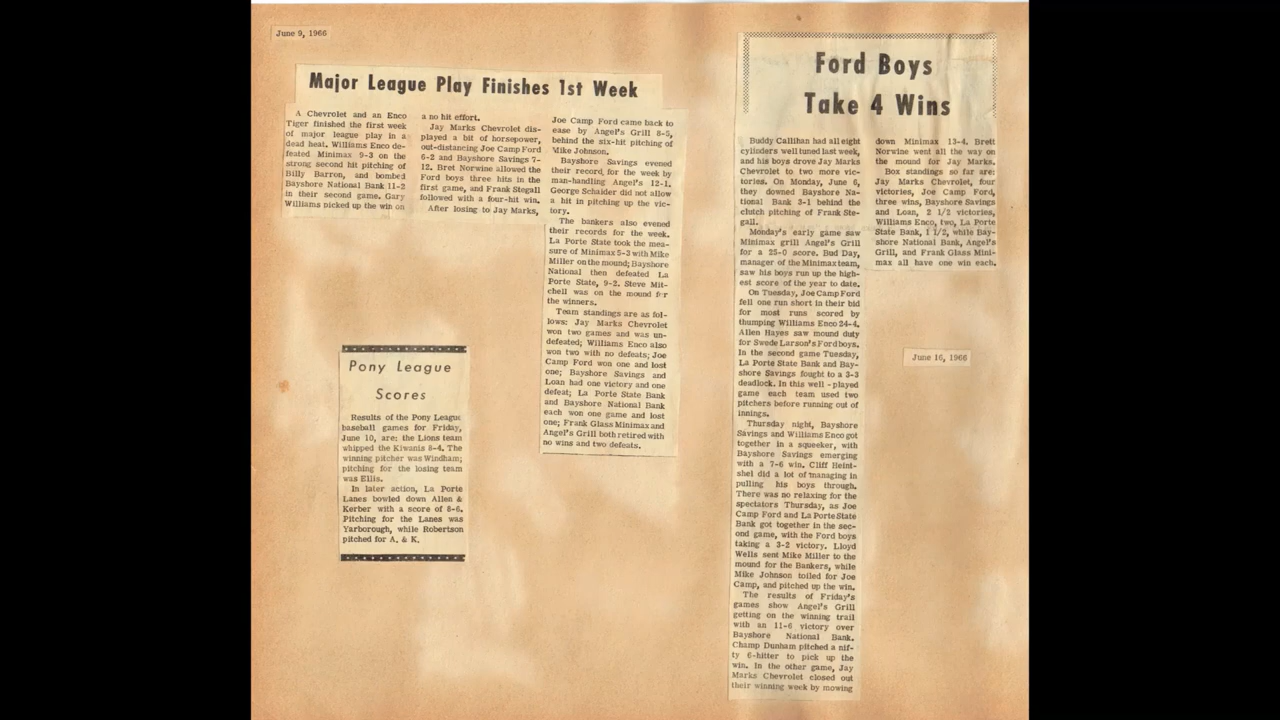 June 9, 1966
Major League Play Finishes 1st Week
A Chevrolet and an Enco
Tiger finished the first week
of major league play in a
dead heat. Williams Enco de-
feated Minimax 9-3 on the
strong second hit pitching of
Billy Barron, and bombed
Bayshore National Bank 11-2
in their second game. Gary
Williams picked up the win on
a no hit effort.
Jay Marks Chevrolet dis-
played a bit of horsepower,
out-distancing Joe Camp Ford
6-2 and Bayshore Savings 7-
12. Bret Norwine allowed the
Ford boys three hits in the
first game, and Frank Stegall
followed with a four-hit win.
After losing to Jay Marks,
Joe Camp Ford came back to
ease by Angel's Grill 8-5,
behind the six-hit pitching of
Mike Johnson.
Bayshore Savings evened
their record for the week by
man-handling Angel's 12-1.
George Schaider did not allow
a hit in pitching up the vic-
tory.
The bankers also evened
their records for the week.
La Porte State took the mea-
sure of Minimax 5-3 with Mike
Miller on the mound; Bayshore
National then defeated La
Porte State, 9-2. Steve Mit-
chell was on the mound for
the winners.
Team standings are as fol-
lows: Jay Marks Chevrolet
won two games and was un-
defeated; Williams Enco also
won two with no defeats; Joe
Camp Ford won one and lost
one; Bayshore Savings and
Loan had one victory and one
defeat; La Porte State Bank
and Bayshore National Bank
each won one game and lost
one; Frank Glass Minimax and
Angel's Grill both retired with
no wins and two defeats.
Pony League
Scores
Results of the Pony League
baseball games for Friday,
June 10, are: the Lions team
whipped the Kiwanis 8-4. The
winning pitcher was Windham;
pitching for the losing team
was Ellis.
In later action, La Porte
Lanes bowled down Allen &
Kerber with a score of 8-6.
Pitching for the Lanes was
Yarborough, while Robertson
pitched for A. & K.
Ford Boys
Take 4 Wins
Buddy Callihan had all eight
cylinders well tuned last week,
and his boys drove Jay Marks
Chevrolet to two more vic-
tories. On Monday, June 6,
they downed Bayshore Na-
tional Bank 3-1 behind the
clutch pitching of Frank Ste-
gall.
Monday's early game saw
Minimax grill Angel's Grill
for a 25-0 score. Bud Day,
manager of the Minimax team,
saw his boys run up the high-
est score of the year to date.
On Tuesday, Joe Camp Ford
fell one run short in their bid
for most runs scored by
thumping Williams Enco 24-4.
Allen Hayes saw mound duty
for Swede Larson's Ford boys.
In the second game Tuesday,
La Porte State Bank and Bay-
shore Savings fought to a 3-3
deadlock. In this well - played
game each team used two
pitchers before running out of
innings.
Thursday night, Bayshore
Savings and Williams Enco got
together in a squeeker, with
Bayshore Savings emerging
with a 7-6 win. Cliff Heint-
shel did a lot of managing in
pulling his boys through.
There was no relaxing for the
spectators Thursday, as Joe
Camp Ford and La Porte State
Bank got together in the sec-
ond game, with the Ford boys
taking a 3-2 victory. Lloyd
Wells sent Mike Miller to the
mound for the Bankers, while
Mike Johnson toiled for Joe
Camp, and pitched up the win.
The results of Friday's
games show Angel's Grill
getting on the winning trail
with an 11-6 victory over
Bayshore National Bank.
Champ Dunham pitched a nif-
ty 6-hitter to pick up the
win. In the other game, Jay
Marks Chevrolet closed out
their winning week by mowing
down Minimax 13-4. Brett
Norwine went all the way on
the mound for Jay Marks.
Box standings so far are:
Jay Marks Chevrolet, four
victories, Joe Camp Ford,
three wins, Bayshore Savings
and Loan, 2 1/2 victories,
Williams Enco, two, La Porte
State Bank, 1 1/2, while Bay-
shore National Bank, Angel's
Grill, and Frank Glass Mini-
max all have one win each.
June 16, 1966